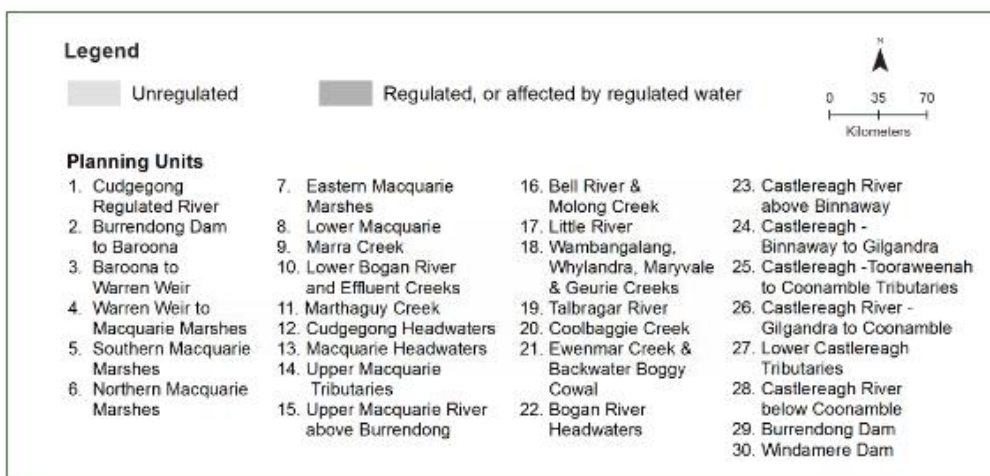 Legend
N
Unregulated
Regulated, or affected by regulated water
0 35 70
Kilometers
Planning Units
1. Cudgegong
Regulated River
2. Burrendong Dam
to Baroona
3. Baroona to
Warren Weir
4. Warren Weir to
Macquarie Marshes
5. Southern Macquarie
Marshes
6. Northern Macquarie
Marshes
7. Eastern Macquarie
Marshes
8. Lower Macquarie
9. Marra Creek
10. Lower Bogan River
and Effluent Creeks
11. Marthaguy Creek
12. Cudgegong Headwaters
13. Macquarie Headwaters
14. Upper Macquarie
Tributaries
15. Upper Macquarie River
above Burrendong
16. Bell River &
Molong Creek
17. Little River
18. Wambangalang,
Whylandra, Maryvale
& Geurie Creeks
19. Talbragar River
20. Coolbaggie Creek
21. Ewenmar Creek &
Backwater Boggy
Cowal
22. Bogan River
Headwaters
23. Castlereagh River
above Binnaway
24. Castlereagh -
Binnaway to Gilgandra
25. Castlereagh -Tooraweenah
to Coonamble Tributaries
26. Castlereagh River -
Gilgandra to Coonamble
27. Lower Castlereagh
Tributaries
28. Castlereagh River
below Coonamble
29. Burrendong Dam
30. Windamere Dam